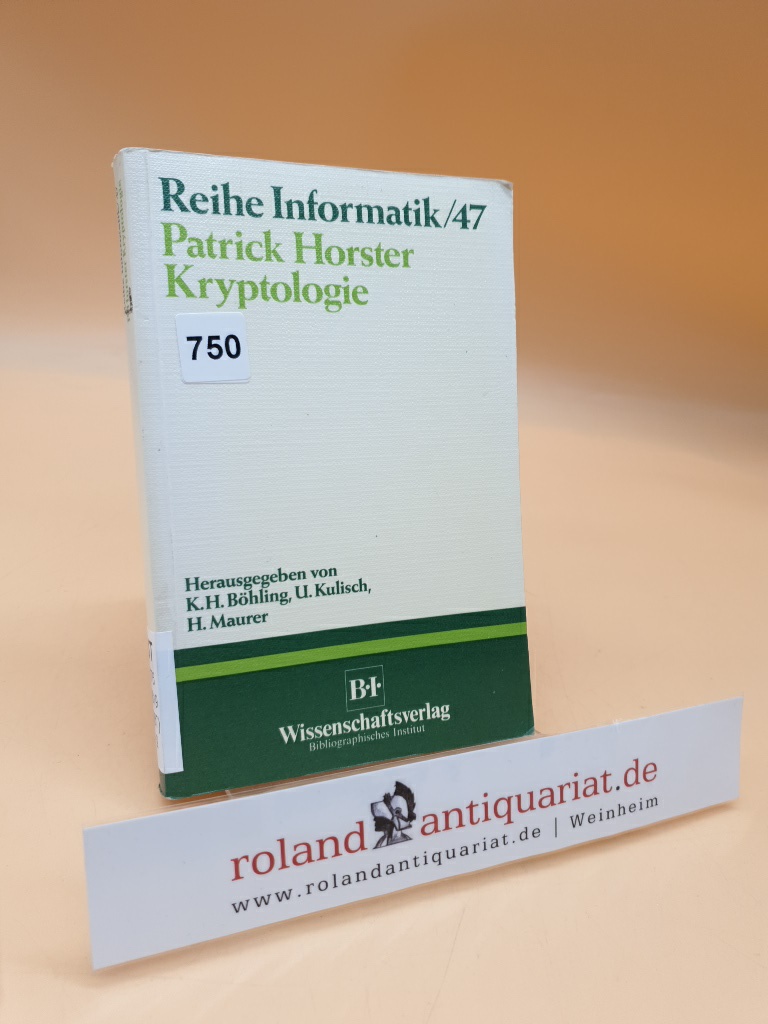 Reihe Informatik/47
Patrick Horster
Kryptologie
750
Herausgegeben von
K.H. Böhling, U. Kulisch,
H. Maurer
B·I·
Wissenschaftsverlag
Bibliographisches Institut
roland antiquariat.de
www.rolandantiquariat.de | Weinheim